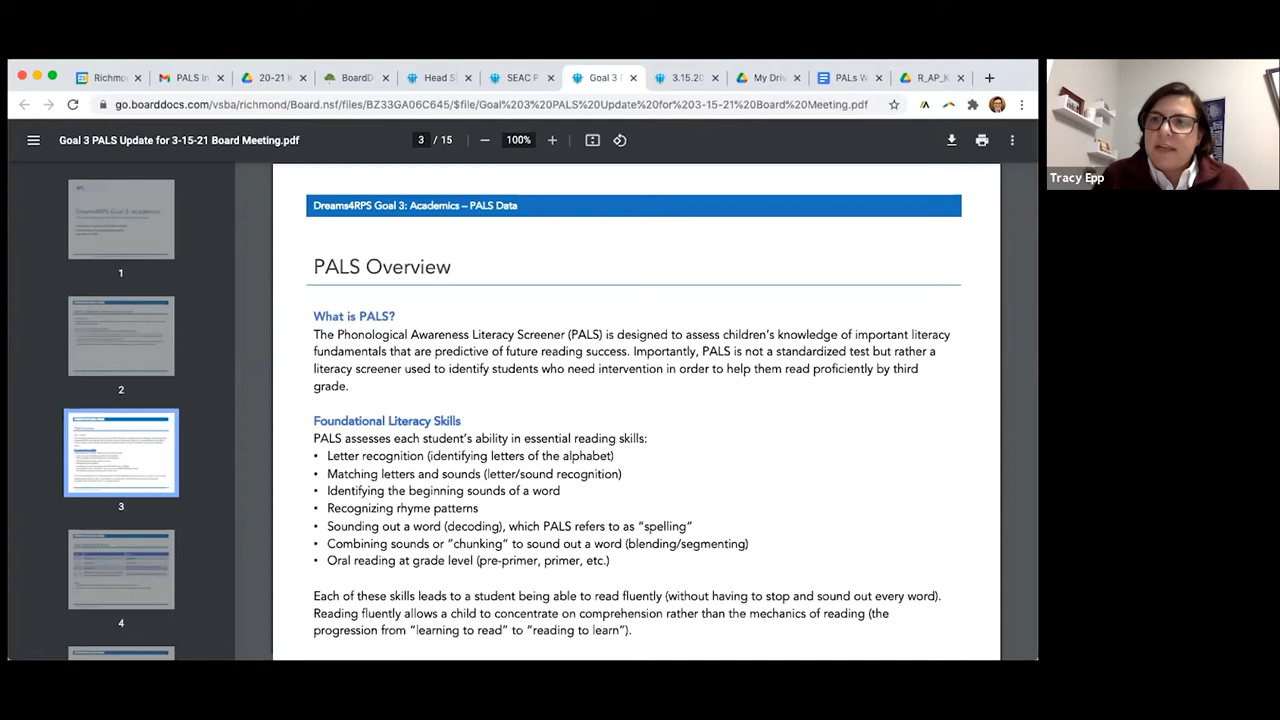 Richmo
PALS In
20-21 K
BoardD
Head S
SEAC P
Goal 3
3.15.20
My Driv
PALs W
R_AP_K
go.boarddocs.com/vsba/richmond/Board.nsf/files/BZ33GA06C645/$file/Goal%203%20PALS%20Update%20for%203-15-21%20Board%20Meeting.pdf
Goal 3 PALS Update for 3-15-21 Board Meeting.pdf
3 / 15
100%
Tracy Epp
Dreams4RPS Goal 3: Academics
1
2
3
4
Dreams4RPS Goal 3: Academics – PALS Data
PALS Overview
What is PALS?
The Phonological Awareness Literacy Screener (PALS) is designed to assess children's knowledge of important literacy
fundamentals that are predictive of future reading success. Importantly, PALS is not a standardized test but rather a
literacy screener used to identify students who need intervention in order to help them read proficiently by third
grade.
Foundational Literacy Skills
PALS assesses each student's ability in essential reading skills:
• Letter recognition (identifying letters of the alphabet)
• Matching letters and sounds (letter/sound recognition)
• Identifying the beginning sounds of a word
• Recognizing rhyme patterns
• Sounding out a word (decoding), which PALS refers to as "spelling"
• Combining sounds or "chunking" to sound out a word (blending/segmenting)
• Oral reading at grade level (pre-primer, primer, etc.)
Each of these skills leads to a student being able to read fluently (without having to stop and sound out every word).
Reading fluently allows a child to concentrate on comprehension rather than the mechanics of reading (the
progression from "learning to read" to "reading to learn").